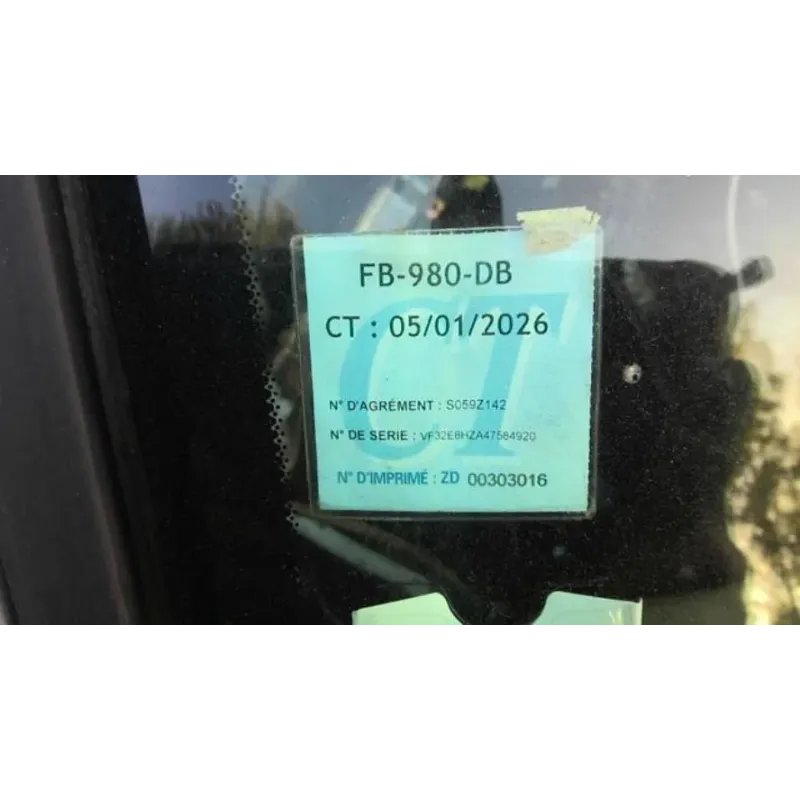 FB-980-DB
CT : 05/01/2026
N° D'AGRÉMENT : S059Z142
N° DE SERIE : VF32E8HZA47584920
N° D'IMPRIMÉ : ZD 00303016
CT